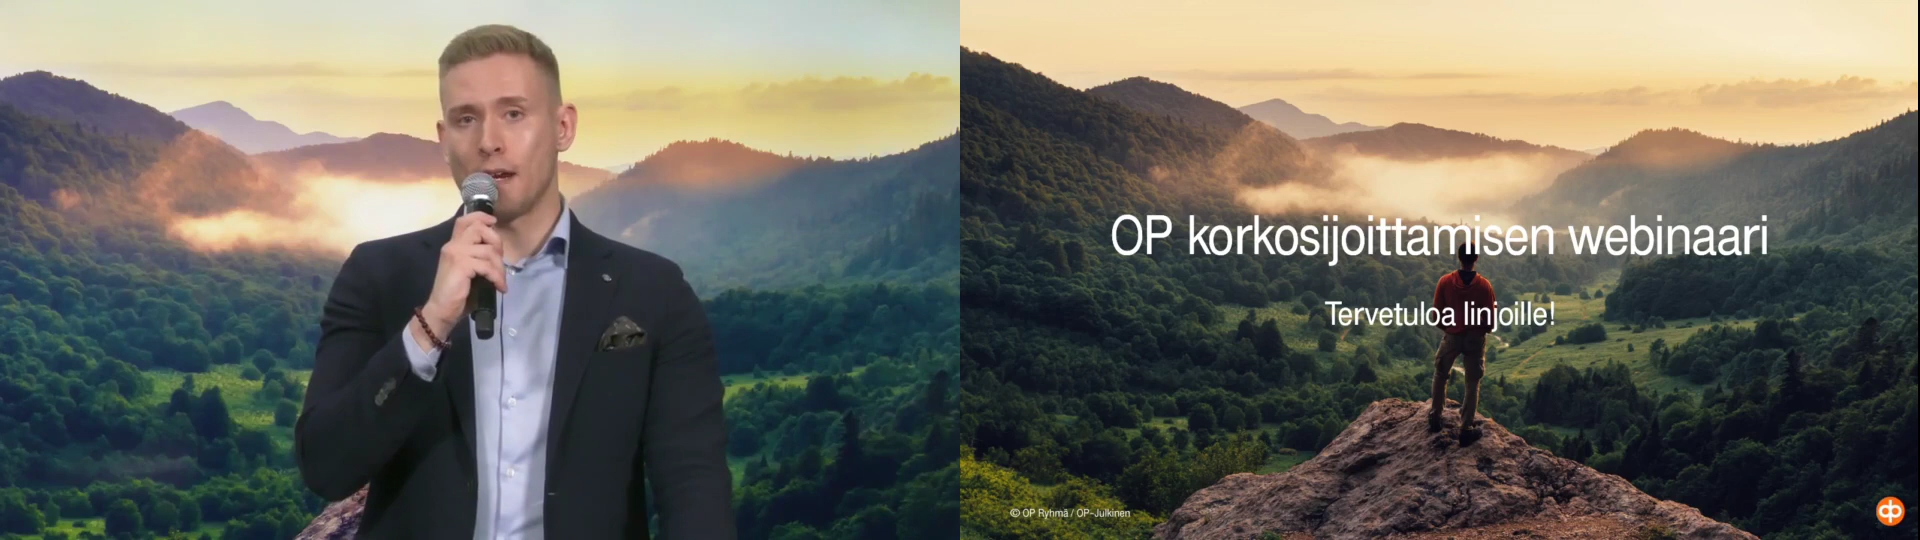 OP korkosijoittamisen webinaari
Tervetuloa linjoille!
© OP Ryhmä / OP-Julkinen